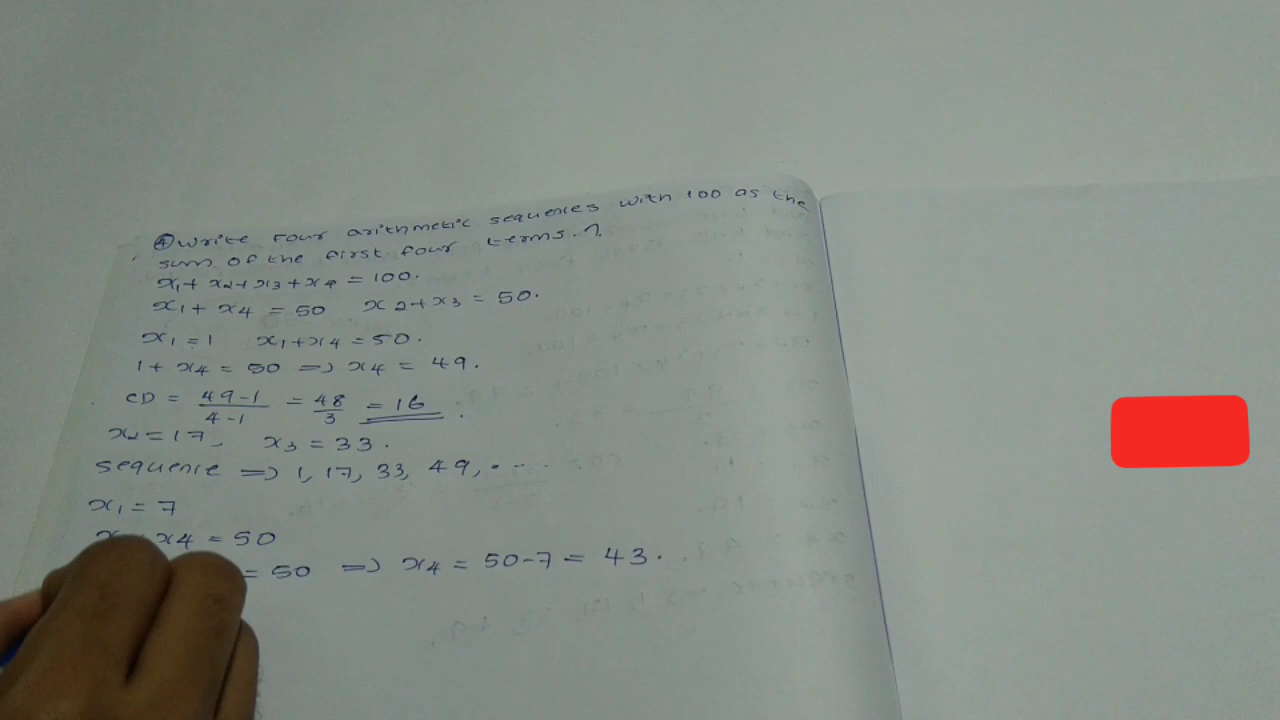 ④ Write four arithmetic sequences with 100 as the
sum of the first four terms.?
x₁+x₂+x₃+x₄ = 100.
x₁+x₄ = 50 x₂+x₃ = 50.
x₁ = 1 x₁+x₄ = 50.
1+x₄ = 50 ⇒ x₄ = 49.
CD = 49-1/4-1 = 48/3 = 16.
x₂ = 17, x₃ = 33.
sequence ⇒ 1, 17, 33, 49, ....
x₁ = 7
x₄ = 50
= 50 ⇒ x₄ = 50-7 = 43.